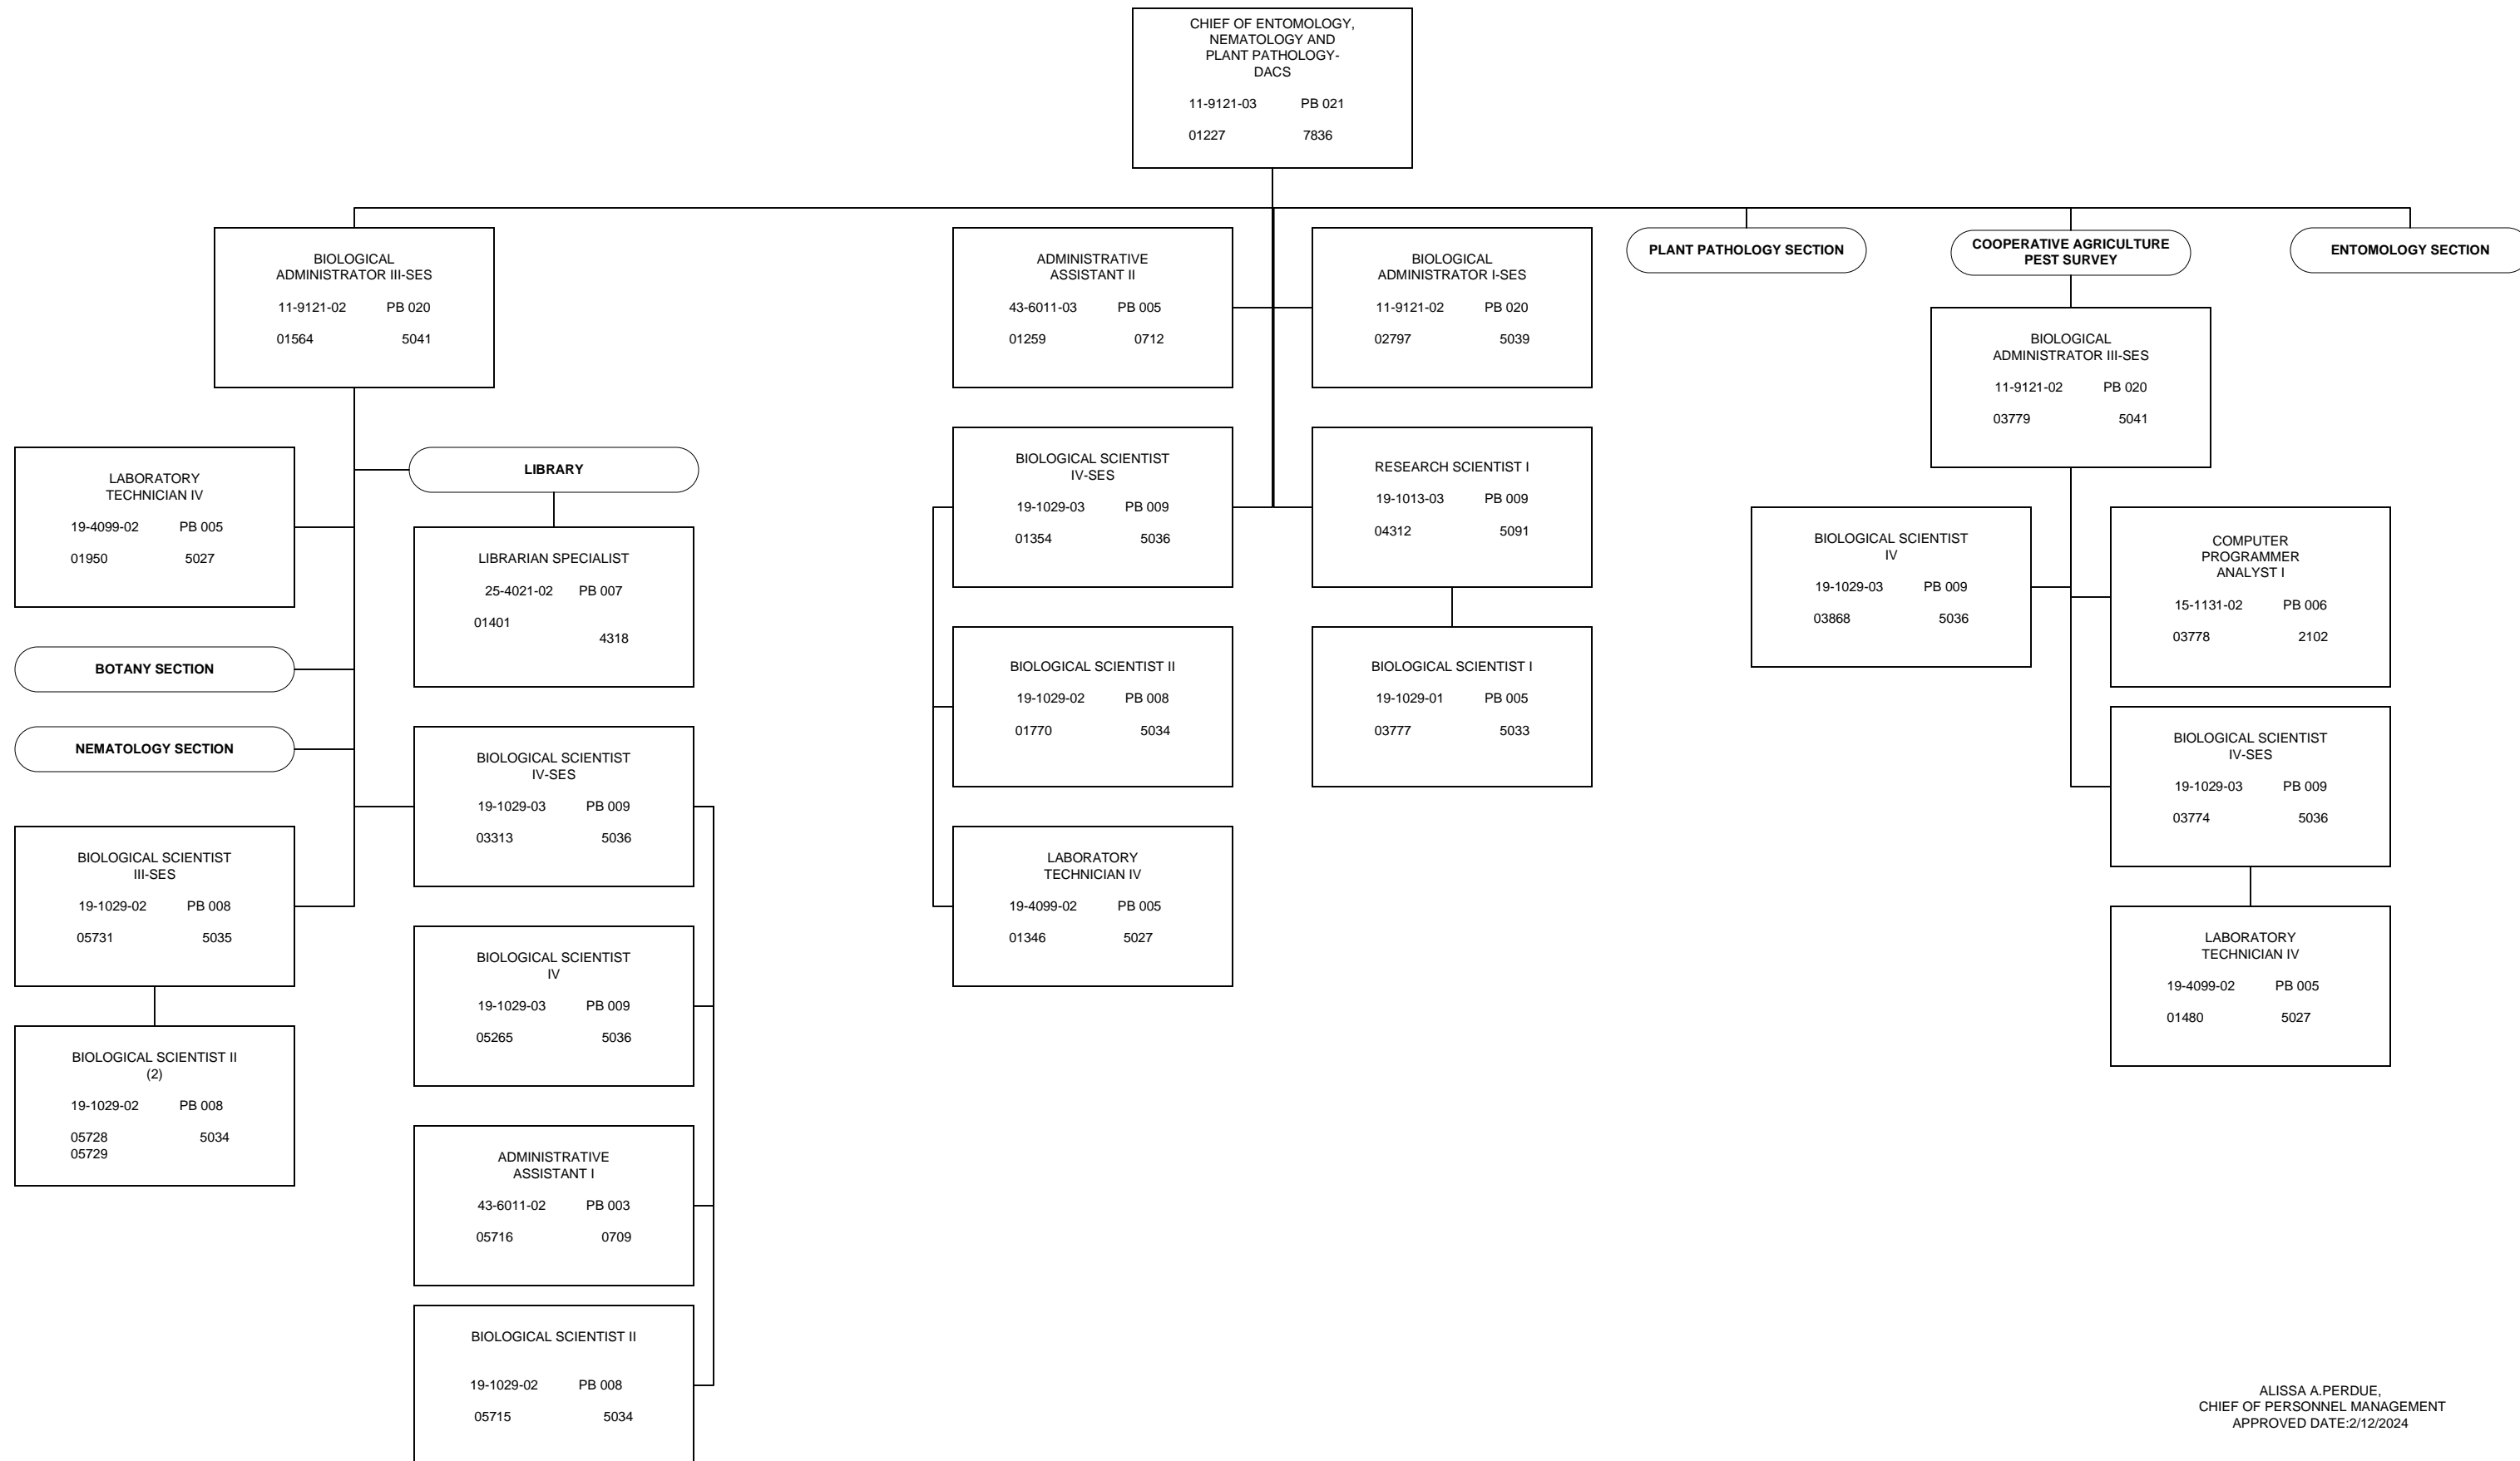 CHIEF OF ENTOMOLOGY,
NEMATOLOGY AND
PLANT PATHOLOGY-
DACS
11-9121-03 PB 021
01227 7836
BIOLOGICAL
ADMINISTRATOR III-SES
11-9121-02 PB 020
01564 5041
LABORATORY
TECHNICIAN IV
19-4099-02 PB 005
01950 5027
BOTANY SECTION
NEMATOLOGY SECTION
BIOLOGICAL SCIENTIST
III-SES
19-1029-02 PB 008
05731 5035
BIOLOGICAL SCIENTIST II
(2)
19-1029-02 PB 008
05728 5034
05729
LIBRARY
LIBRARIAN SPECIALIST
25-4021-02 PB 007
01401
4318
BIOLOGICAL SCIENTIST
IV-SES
19-1029-03 PB 009
03313 5036
BIOLOGICAL SCIENTIST
IV
19-1029-03 PB 009
05265 5036
ADMINISTRATIVE
ASSISTANT I
43-6011-02 PB 003
05716 0709
BIOLOGICAL SCIENTIST II
19-1029-02 PB 008
05715 5034
ADMINISTRATIVE
ASSISTANT II
43-6011-03 PB 005
01259 0712
BIOLOGICAL
ADMINISTRATOR I-SES
11-9121-02 PB 020
02797 5039
BIOLOGICAL SCIENTIST
IV-SES
19-1029-03 PB 009
01354 5036
RESEARCH SCIENTIST I
19-1013-03 PB 009
04312 5091
BIOLOGICAL SCIENTIST II
19-1029-02 PB 008
01770 5034
BIOLOGICAL SCIENTIST I
19-1029-01 PB 005
03777 5033
LABORATORY
TECHNICIAN IV
19-4099-02 PB 005
01346 5027
PLANT PATHOLOGY SECTION
COOPERATIVE AGRICULTURE
PEST SURVEY
ENTOMOLOGY SECTION
BIOLOGICAL
ADMINISTRATOR III-SES
11-9121-02 PB 020
03779 5041
BIOLOGICAL SCIENTIST
IV
19-1029-03 PB 009
03868 5036
COMPUTER
PROGRAMMER
ANALYST I
15-1131-02 PB 006
03778 2102
BIOLOGICAL SCIENTIST
IV-SES
19-1029-03 PB 009
03774 5036
LABORATORY
TECHNICIAN IV
19-4099-02 PB 005
01480 5027
ALISSA A.PERDUE,
CHIEF OF PERSONNEL MANAGEMENT
APPROVED DATE:2/12/2024